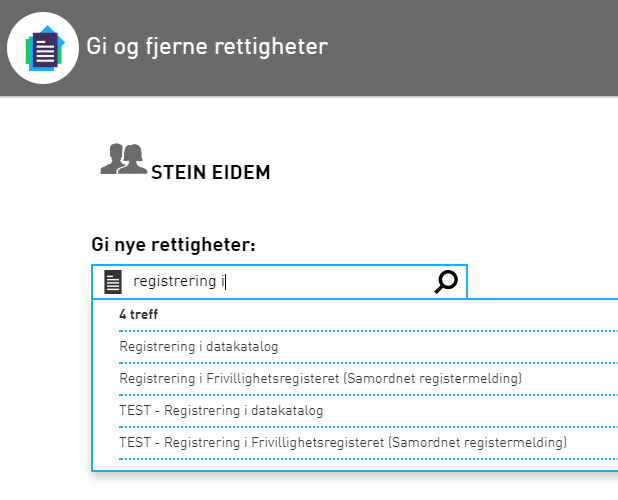 Gi og fjerne rettigheter
STEIN EIDEM
Gi nye rettigheter:
registrering i
4 treff
Registrering i datakatalog
Registrering i Frivillighetsregisteret (Samordnet registermelding)
TEST - Registrering i datakatalog
TEST - Registrering i Frivillighetsregisteret (Samordnet registermelding)